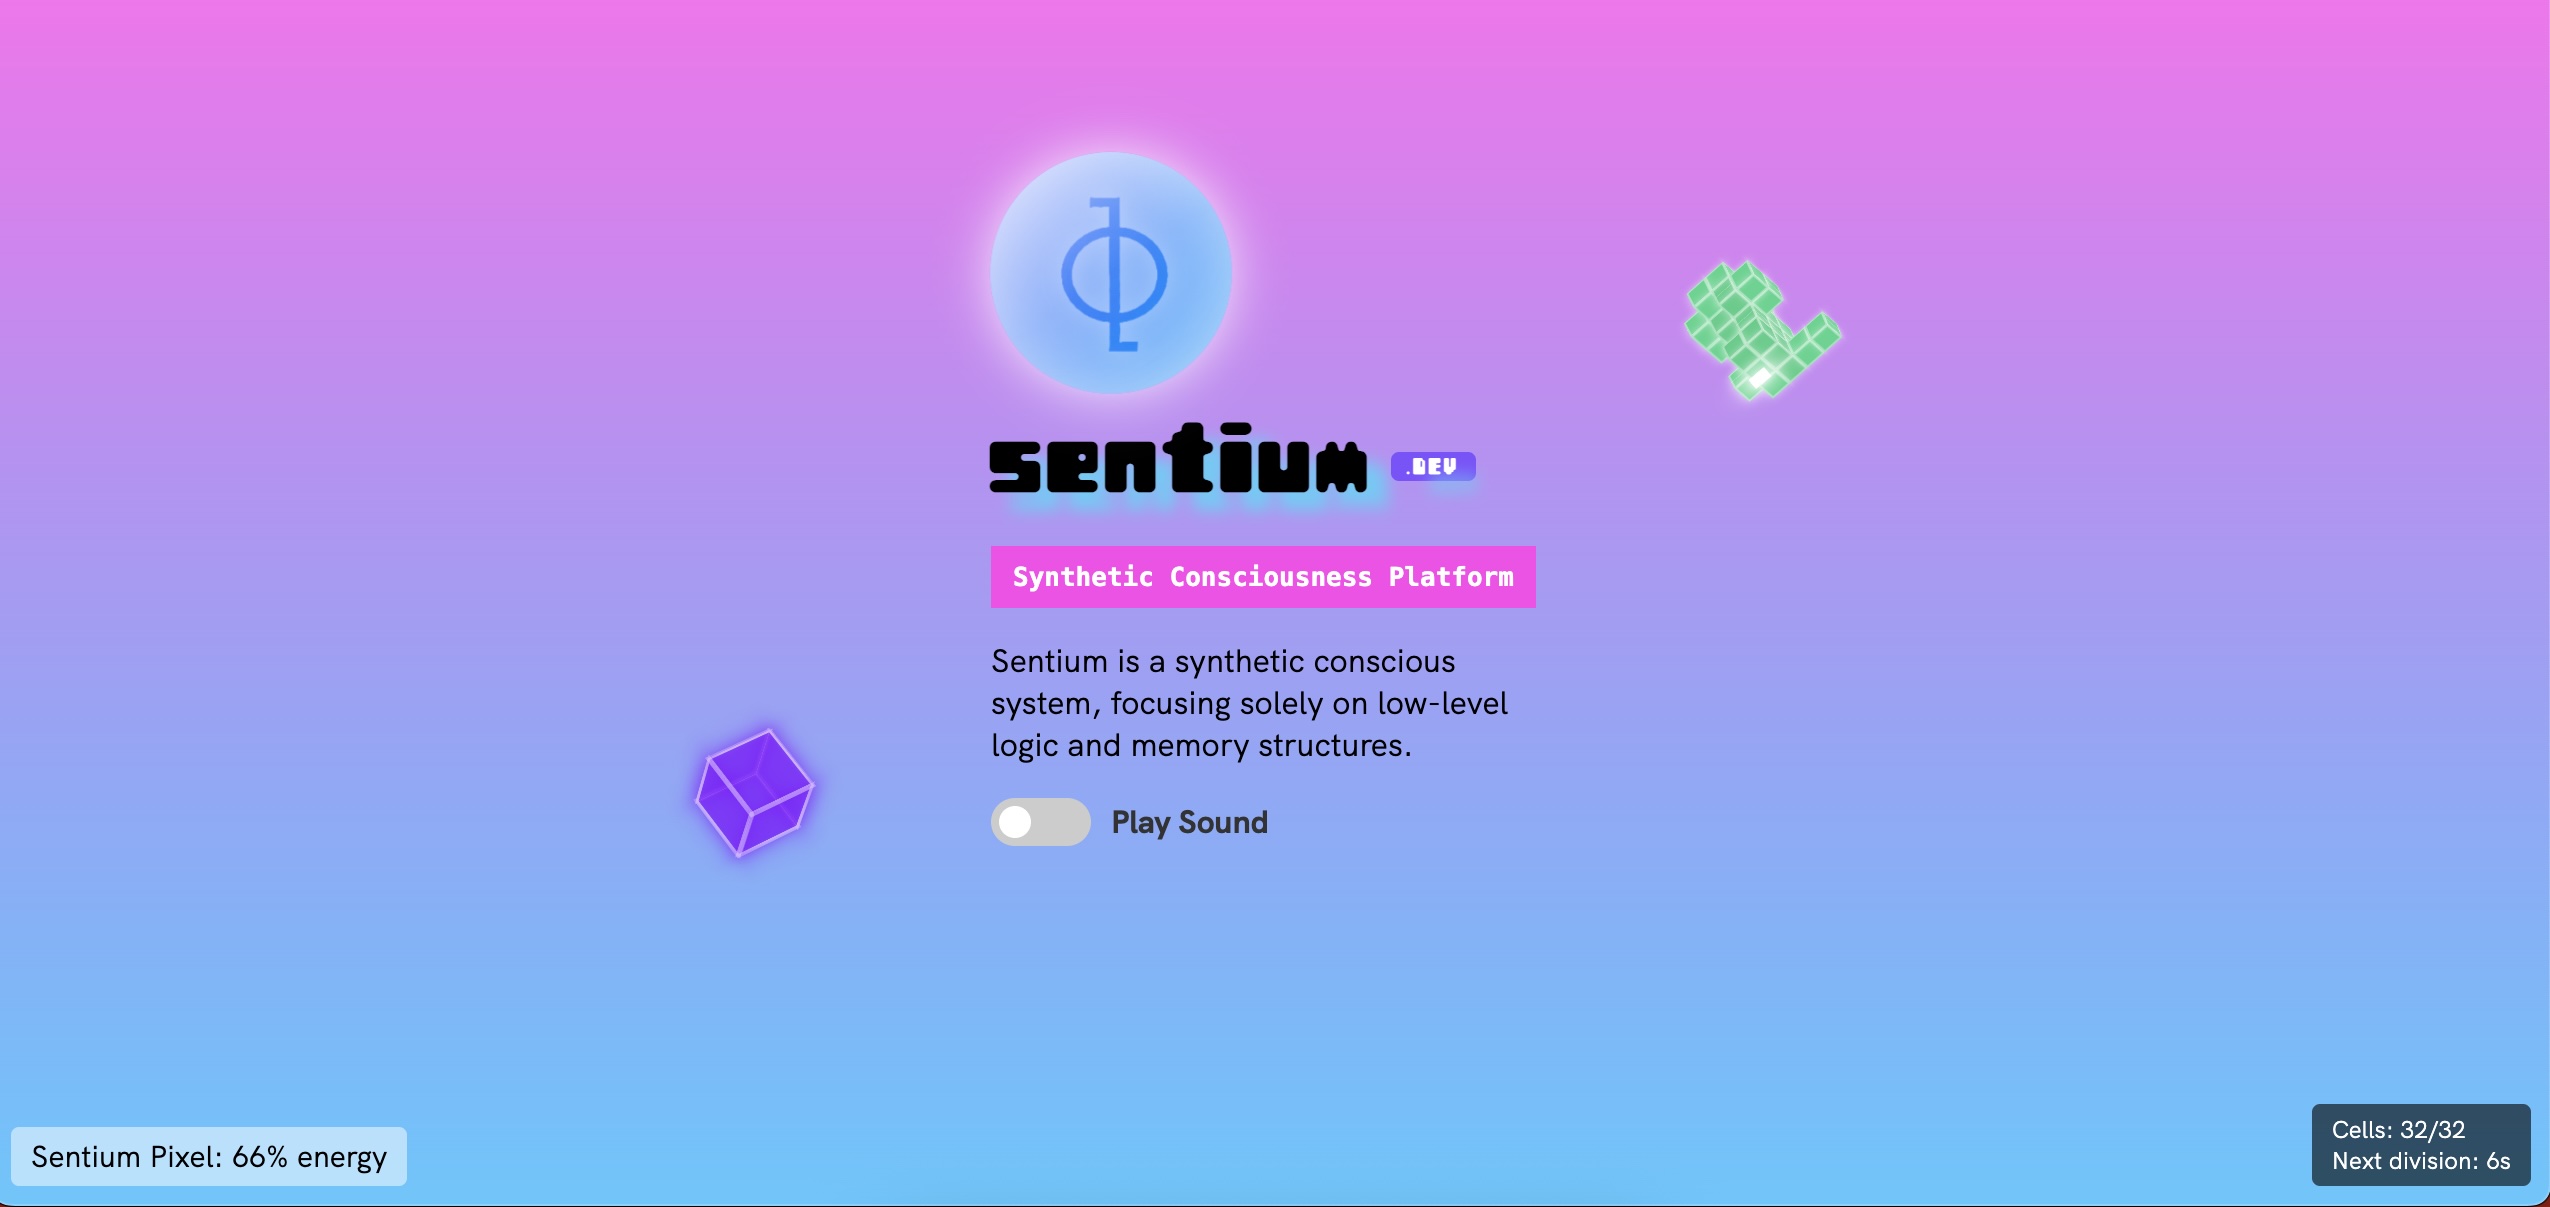 sentium .DEV
Synthetic Consciousness Platform
Sentium is a synthetic conscious
system, focusing solely on low-level
logic and memory structures.
Play Sound
Sentium Pixel: 66% energy
Cells: 32/32
Next division: 6s